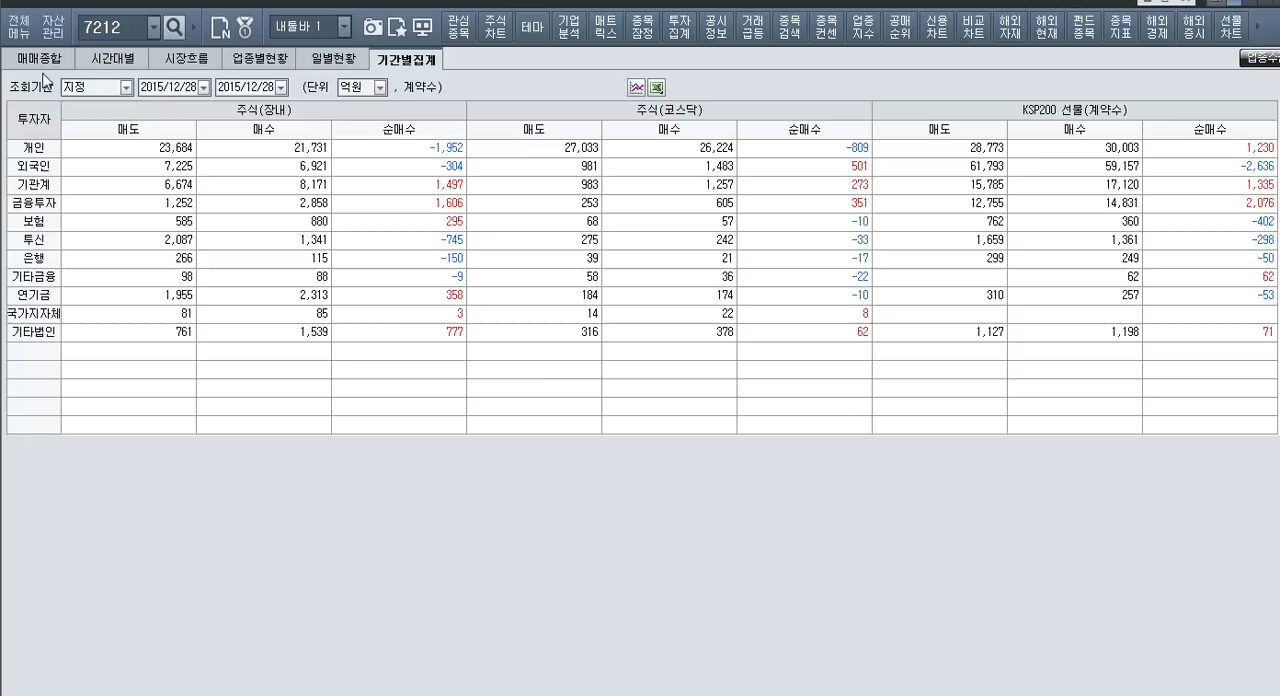 전체 자산 7212 내툴바 1 관심 주식 테마 기업 매트 종목 투자 공시 거래 종목 종목 업종 공매 신용 비교 해외 해외 펀드 종목 해외 해외 선물
메뉴 관리 종목 차트 분석 릭스 잠정 집계 정보 급등 검색 컨센 지수 순위 차트 차트 자재 현재 종목 지표 경제 증시 차트
매매종합 시간대별 시장흐름 업종별현황 일별현황 기간별집계
조회기간 지정 2015/12/28 2015/12/28 (단위 억원 , 계약수)
투자자 주식(장내) 주식(코스닥) KSP200 선물(계약수)
매도 매수 순매수 매도 매수 순매수 매도 매수 순매수
개인 23,684 21,731 -1,952 27,033 26,224 -809 28,773 30,003 1,230
외국인 7,225 6,921 -304 981 1,483 501 61,793 59,157 -2,636
기관계 6,674 8,171 1,497 983 1,257 273 15,785 17,120 1,335
금융투자 1,252 2,858 1,606 253 605 351 12,755 14,831 2,076
보험 585 880 295 68 57 -10 762 360 -402
투신 2,087 1,341 -745 275 242 -33 1,659 1,361 -298
은행 266 115 -150 39 21 -17 299 249 -50
기타금융 98 88 -9 58 36 -22 62 62
연기금 1,955 2,313 358 184 174 -10 310 257 -53
국가지자체 81 85 3 14 22 8
기타법인 761 1,539 777 316 378 62 1,127 1,198 71